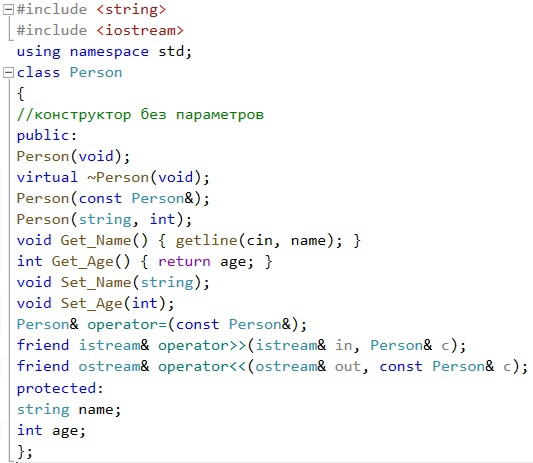 #include <string>
#include <iostream>
using namespace std;
class Person
{
//конструктор без параметров
public:
Person(void);
virtual ~Person(void);
Person(const Person&);
Person(string, int);
void Get_Name() { getline(cin, name); }
int Get_Age() { return age; }
void Set_Name(string);
void Set_Age(int);
Person& operator=(const Person&);
friend istream& operator>>(istream& in, Person& c);
friend ostream& operator<<(ostream& out, const Person& c);
protected:
string name;
int age;
};